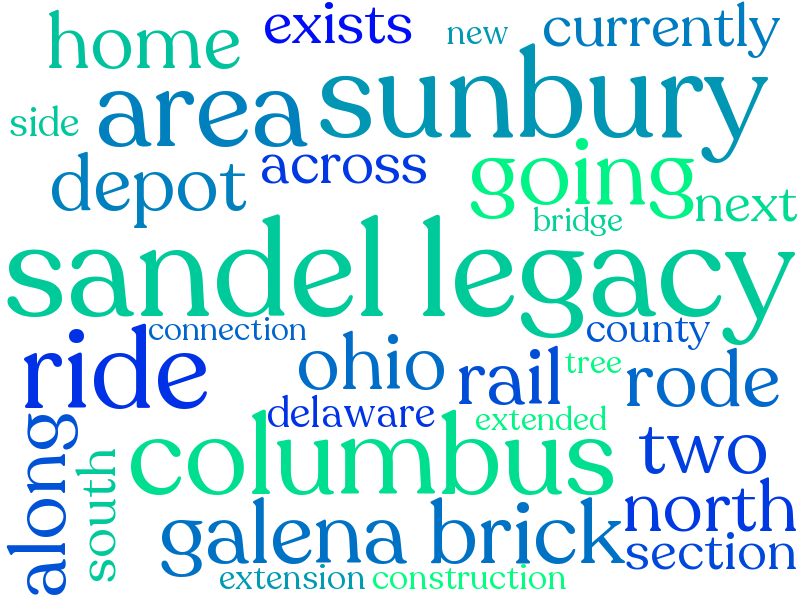 home exists new currently
side area sunbury
depot across going next
bridge
sandel legacy
connection county
ride ohio rail tree rode
delaware extended
along south columbus two
galena brick north
section
extension construction